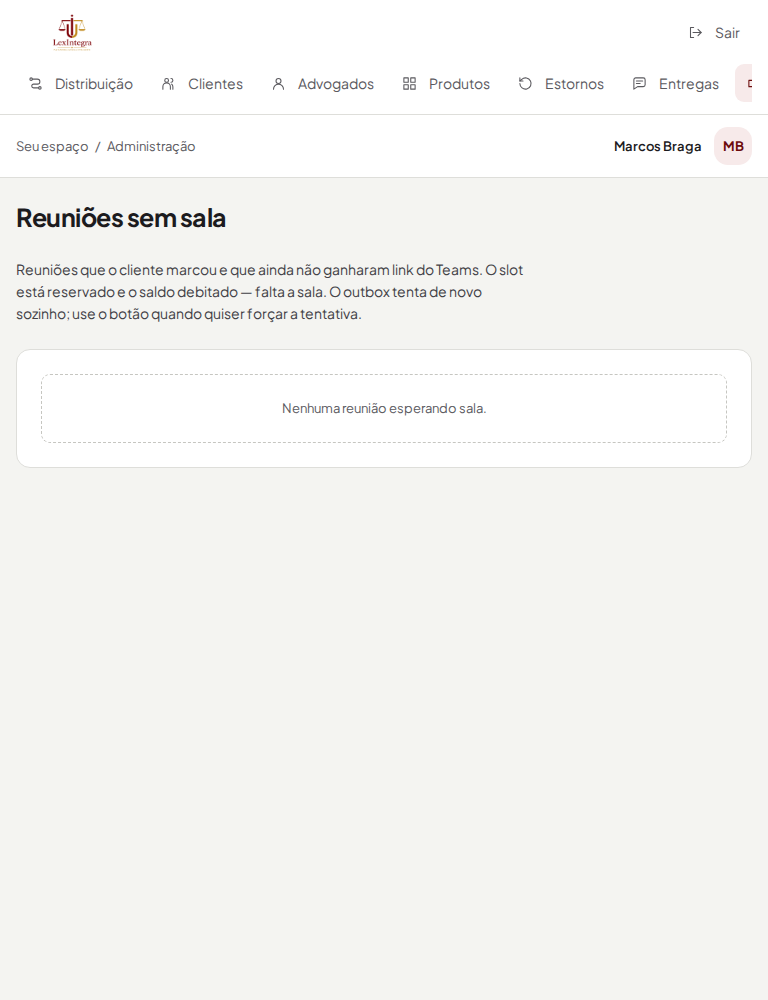 LexIntegra
Sair
Distribuição
Clientes
Advogados
Produtos
Estornos
Entregas
Seu espaço / Administração
Marcos Braga
MB
Reuniões sem sala
Reuniões que o cliente marcou e que ainda não ganharam link do Teams. O slot
está reservado e o saldo debitado — falta a sala. O outbox tenta de novo
sozinho; use o botão quando quiser forçar a tentativa.
Nenhuma reunião esperando sala.